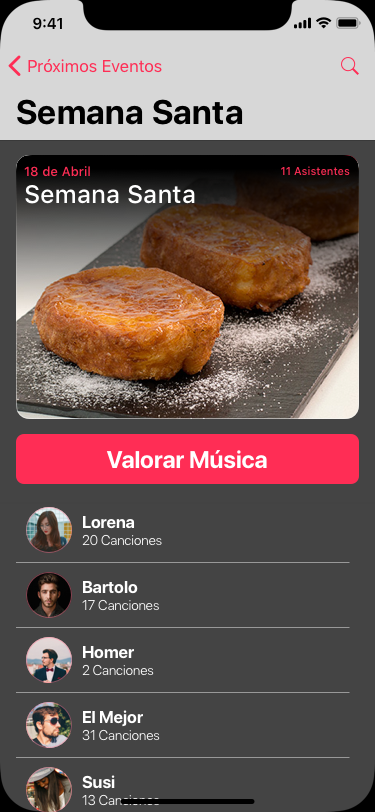 9:41
Próximos Eventos
Semana Santa
18 de Abril
11 Asistentes
Semana Santa
Valorar Música
Lorena
20 Canciones
Bartolo
17 Canciones
Homer
2 Canciones
El Mejor
31 Canciones
Susi
13 Canciones